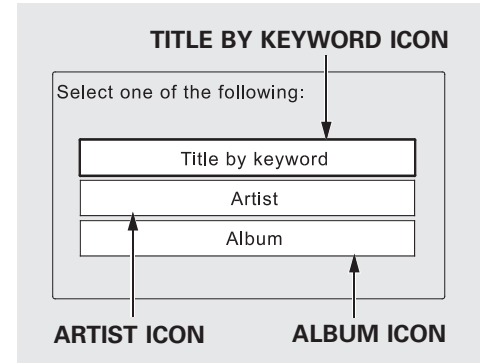 TITLE BY KEYWORD ICON
Select one of the following:
Title by keyword
Artist
Album
ARTIST ICON
ALBUM ICON